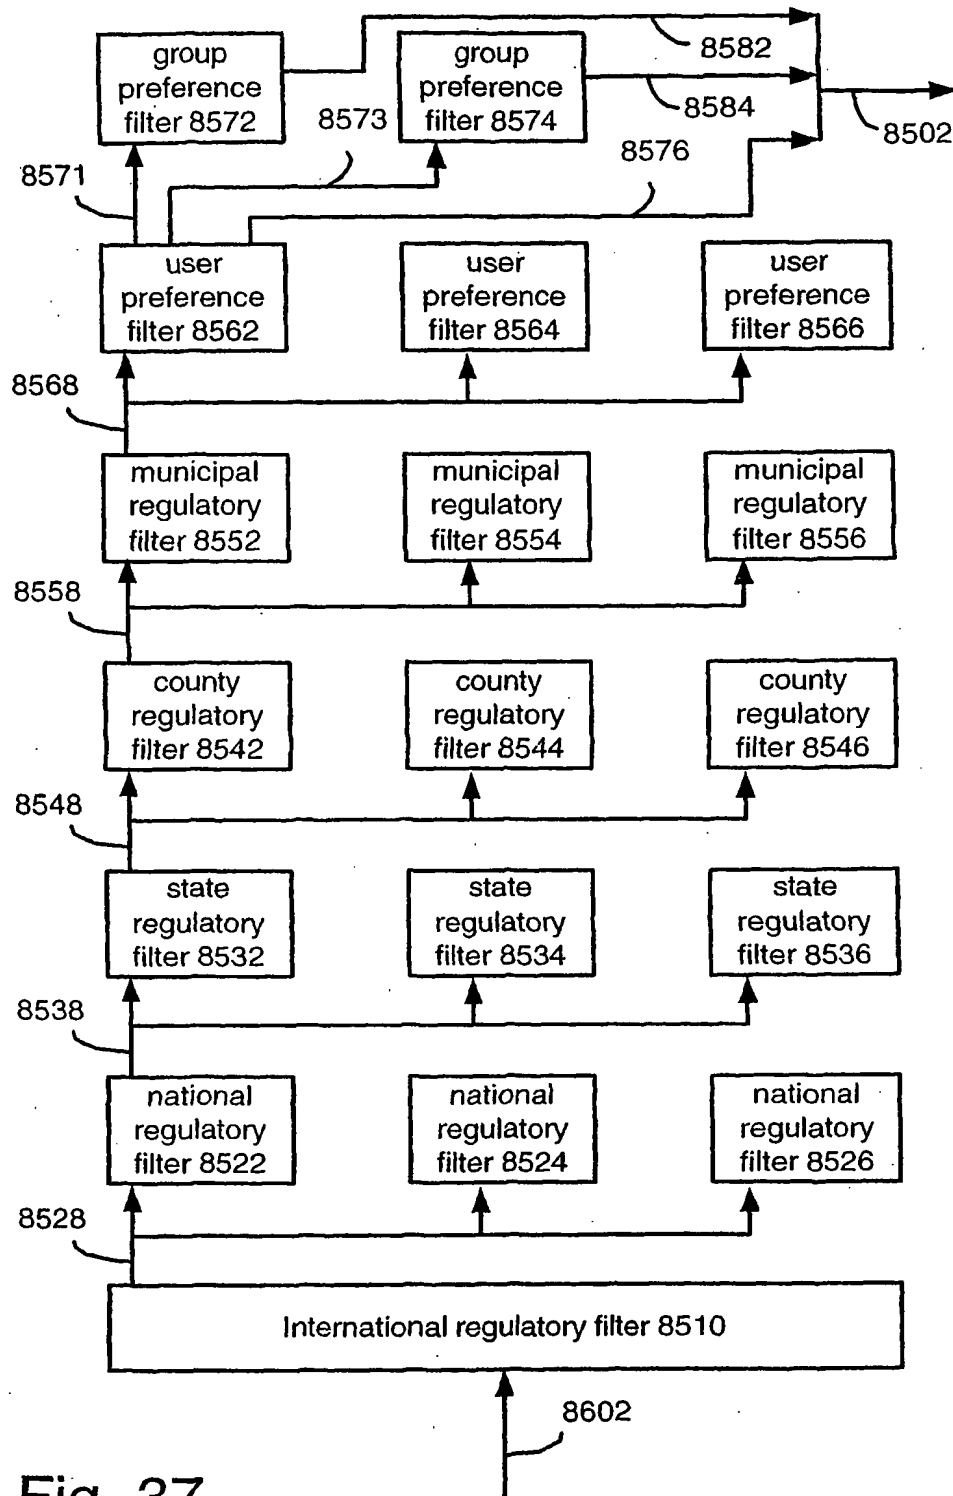 group
preference
filter 8572
group
preference
filter 8574
8582
8584
8502
8573
8576
8571
user
preference
filter 8562
user
preference
filter 8564
user
preference
filter 8566
8568
municipal
regulatory
filter 8552
municipal
regulatory
filter 8554
municipal
regulatory
filter 8556
8558
county
regulatory
filter 8542
county
regulatory
filter 8544
county
regulatory
filter 8546
8548
state
regulatory
filter 8532
state
regulatory
filter 8534
state
regulatory
filter 8536
8538
national
regulatory
filter 8522
national
regulatory
filter 8524
national
regulatory
filter 8526
8528
International regulatory filter 8510
8602
Fig. 37